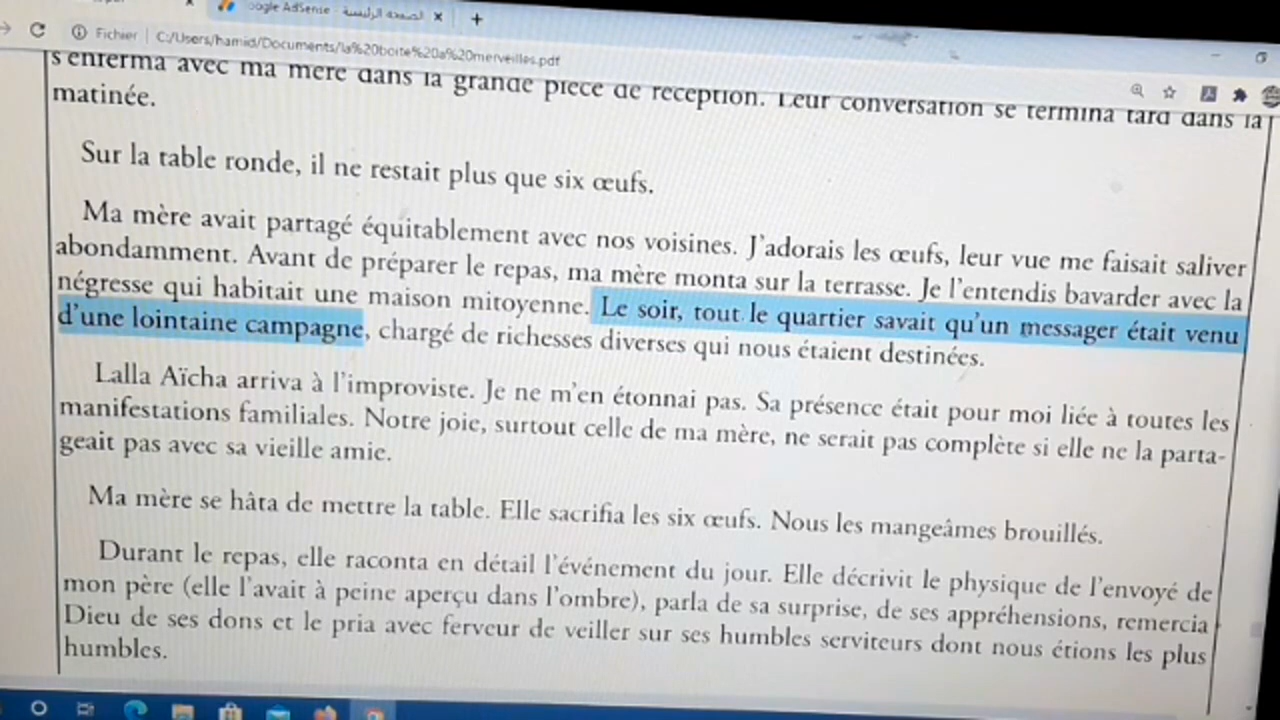 oogle AdSense - الصفحة الرئيسية × +
Fichier | C:/Users/hamid/Documents/la%20boite%20a%20merveilles.pdf
s'enferma avec ma mère dans la grande pièce de réception. Leur conversation se termina tard dans la
matinée.
Sur la table ronde, il ne restait plus que six œufs.
Ma mère avait partagé équitablement avec nos voisines. J'adorais les œufs, leur vue me faisait saliver
abondamment. Avant de préparer le repas, ma mère monta sur la terrasse. Je l'entendis bavarder avec la
négresse qui habitait une maison mitoyenne. Le soir, tout le quartier savait qu'un messager était venu
d'une lointaine campagne, chargé de richesses diverses qui nous étaient destinées.
Lalla Aïcha arriva à l'improviste. Je ne m'en étonnai pas. Sa présence était pour moi liée à toutes les
manifestations familiales. Notre joie, surtout celle de ma mère, ne serait pas complète si elle ne la parta-
geait pas avec sa vieille amie.
Ma mère se hâta de mettre la table. Elle sacrifia les six œufs. Nous les mangeâmes brouillés.
Durant le repas, elle raconta en détail l'événement du jour. Elle décrivit le physique de l'envoyé de
mon père (elle l'avait à peine aperçu dans l'ombre), parla de sa surprise, de ses appréhensions, remercia
Dieu de ses dons et le pria avec ferveur de veiller sur ses humbles serviteurs dont nous étions les plus
humbles.